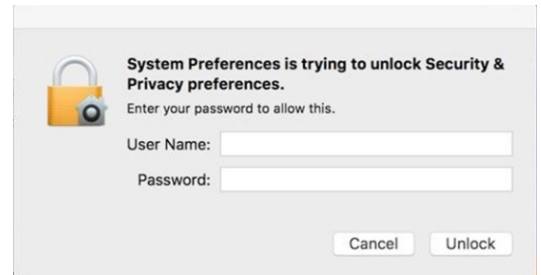 System Preferences is trying to unlock Security &
Privacy preferences.
Enter your password to allow this.
User Name:
Password:
Cancel Unlock